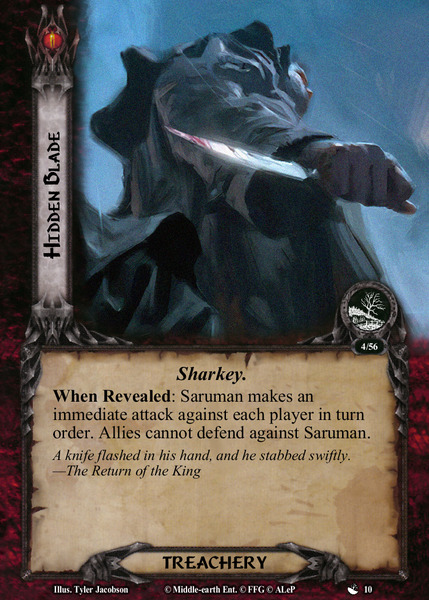 HIDDEN BLADE
4/56
Sharkey.
When Revealed: Saruman makes an
immediate attack against each player in turn
order. Allies cannot defend against Saruman.
A knife flashed in his hand, and he stabbed swiftly.
—The Return of the King
TREACHERY
Illus. Tyler Jacobson © Middle-earth Ent. © FFG © ALeP 10